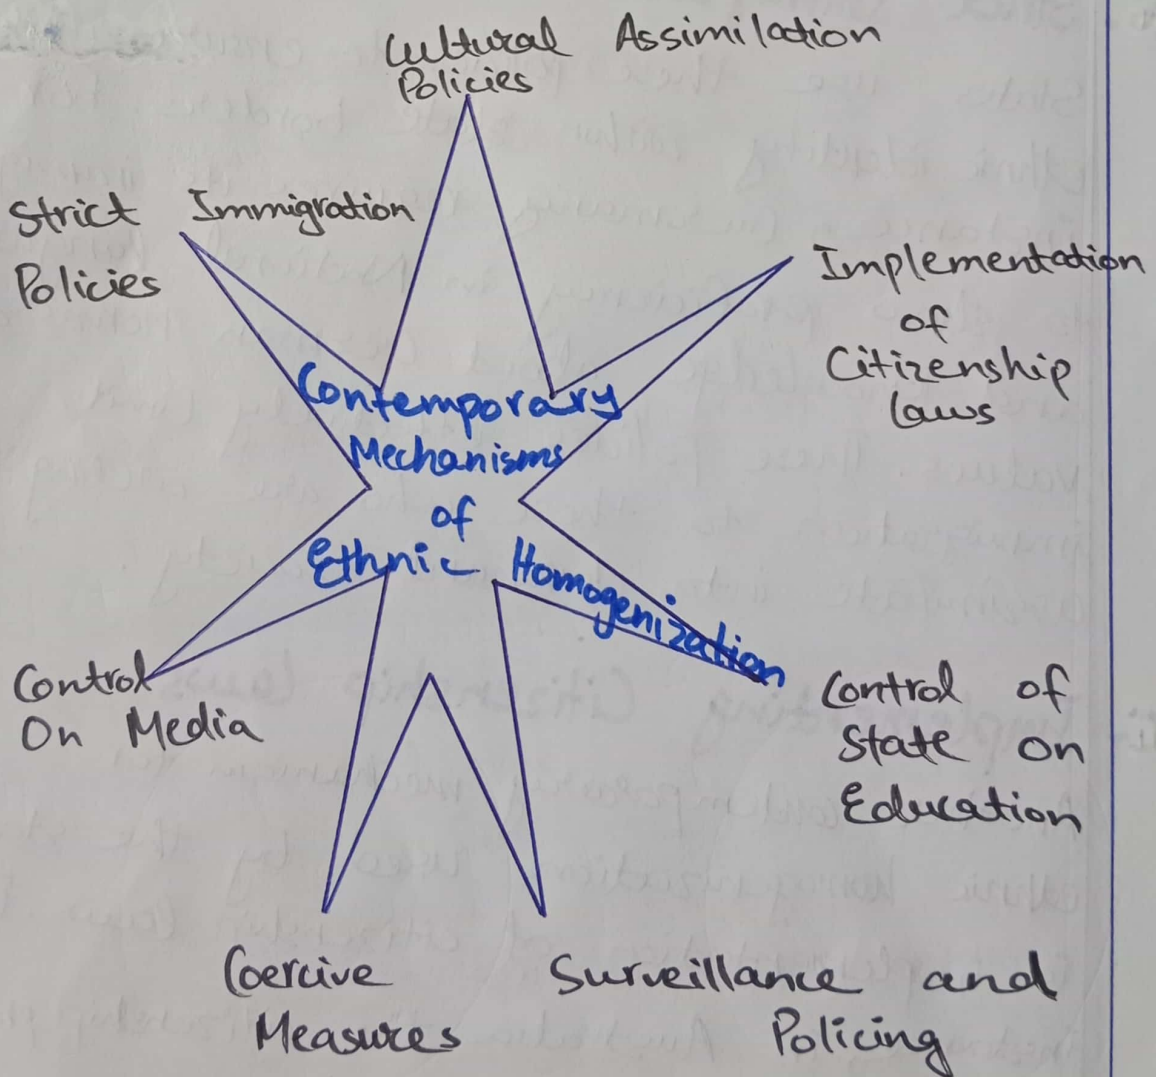 Cultural Assimilation
Policies
Strict Immigration
Policies
Implementation
of
Citizenship
laws
Contemporary
Mechanisms
of
Ethnic Homogenization
Control
On Media
Control of
State on
Education
Coercive
Measures
Surveillance and
Policing